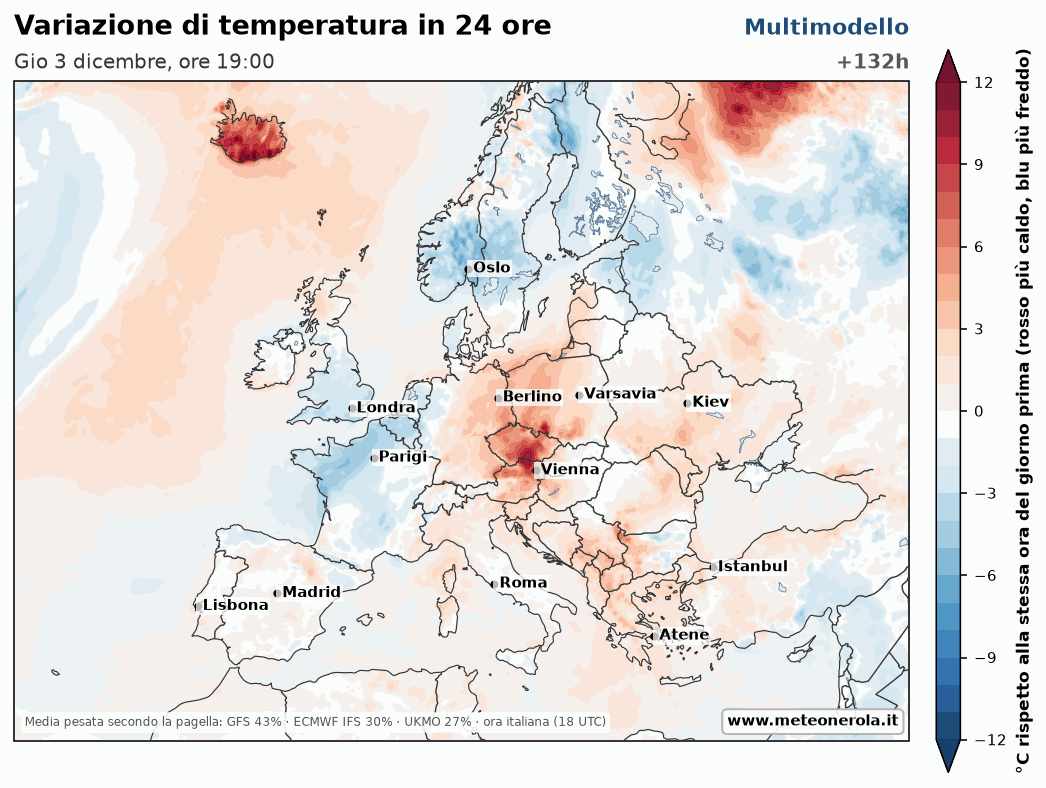 Variazione di temperatura in 24 ore
Multimodello
Gio 3 dicembre, ore 19:00
+132h
Oslo
Berlino
Varsavia
Kiev
Londra
Parigi
Vienna
Istanbul
Roma
Madrid
Lisbona
Atene
Media pesata secondo la pagella: GFS 43% · ECMWF IFS 30% · UKMO 27% · ora italiana (18 UTC)
www.meteonerola.it
12
9
6
3
0
−3
−6
−9
−12
°C rispetto alla stessa ora del giorno prima (rosso più caldo, blu più freddo)